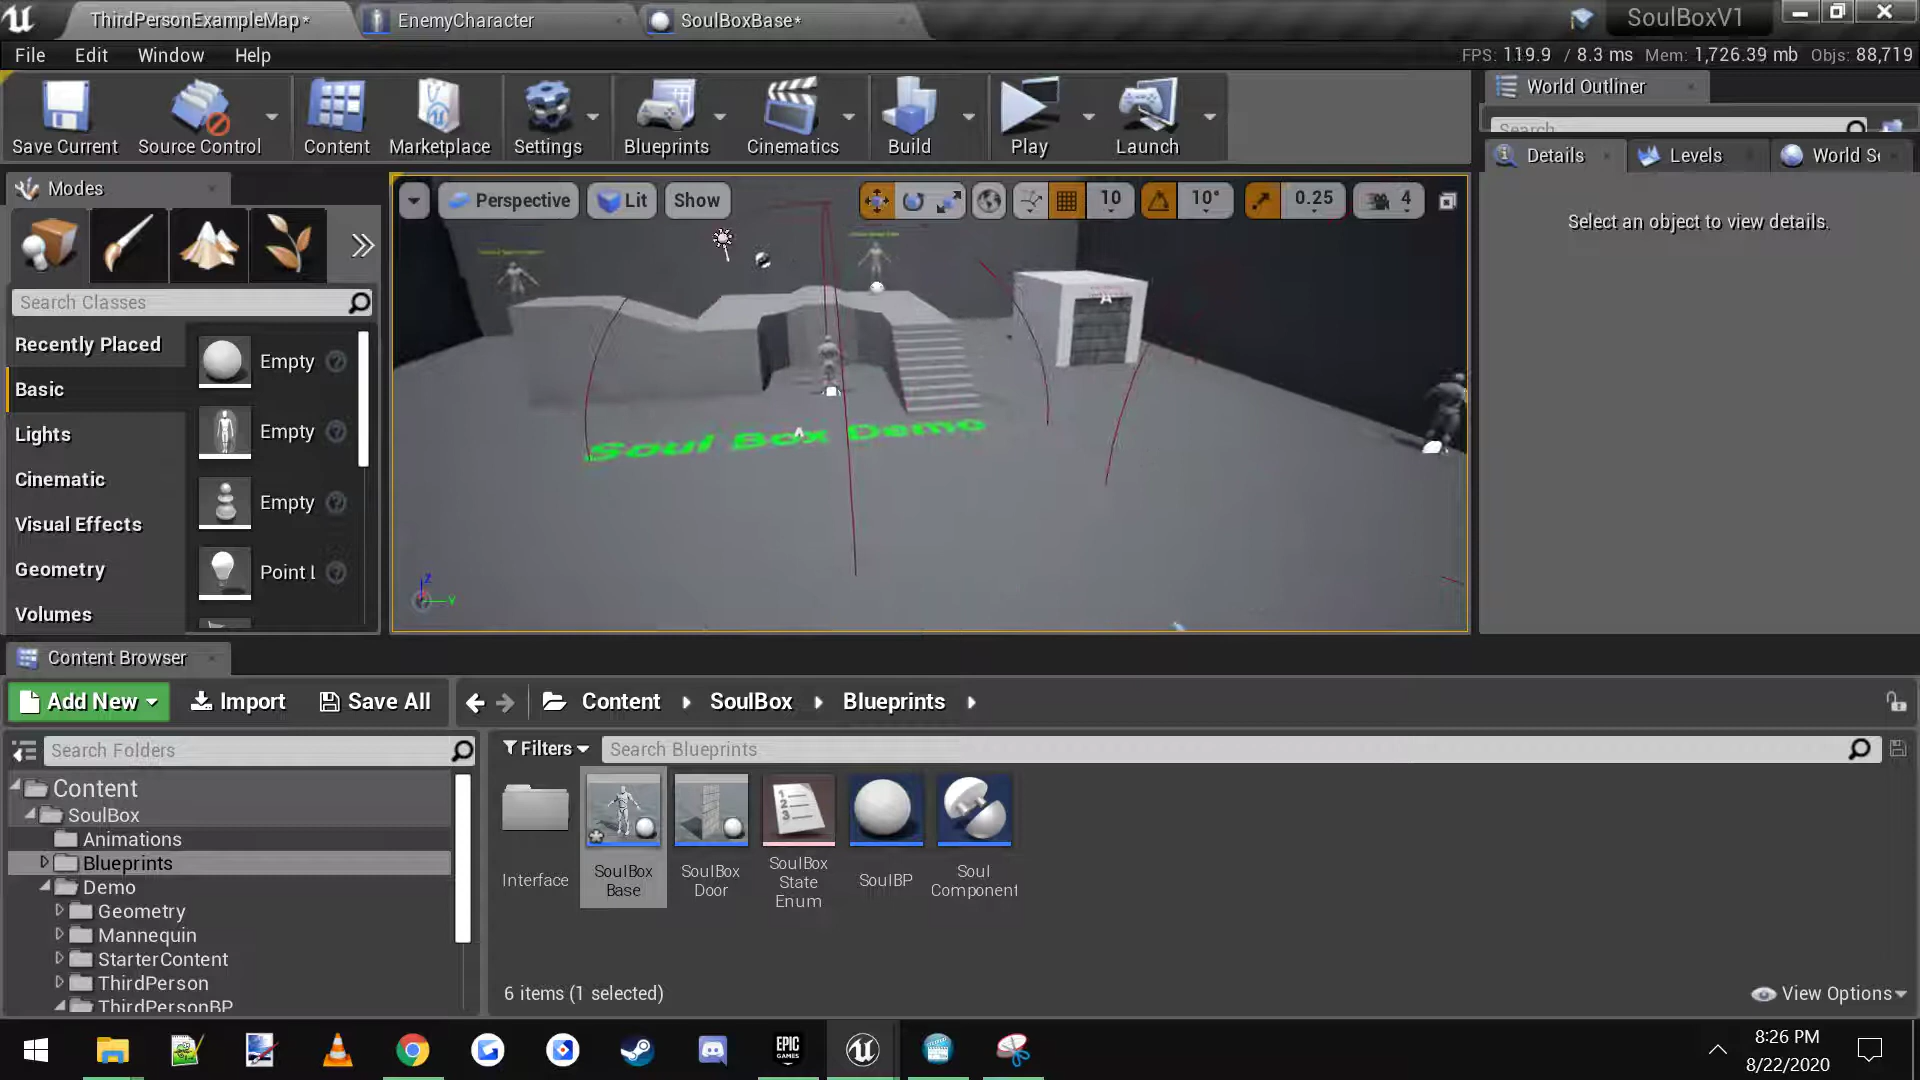 ThirdPersonExampleMap*
EnemyCharacter
SoulBoxBase*
SoulBoxV1
File Edit Window Help
FPS: 119.9 / 8.3 ms Mem: 1,726.39 mb Objs: 88,719
Save Current
Source Control
Content
Marketplace
Settings
Blueprints
Cinematics
Build
Play
Launch
World Outliner
Search
Details
Levels
World Se
Select an object to view details.
Modes
Search Classes
Recently Placed
Basic
Lights
Cinematic
Visual Effects
Geometry
Volumes
Empty
Empty
Empty
Point L
Perspective
Lit
Show
10
10°
0.25
4
Soul Box Demo
Z
Y
Content Browser
Add New
Import
Save All
Content
SoulBox
Blueprints
Search Folders
Filters
Search Blueprints
Content
SoulBox
Animations
Blueprints
Demo
Geometry
Mannequin
StarterContent
ThirdPerson
ThirdPersonBP
Interface
SoulBox
Base
SoulBox
Door
SoulBox
State
Enum
SoulBP
Soul
Component
6 items (1 selected)
View Options
EPIC
GAMES
8:26 PM
8/22/2020